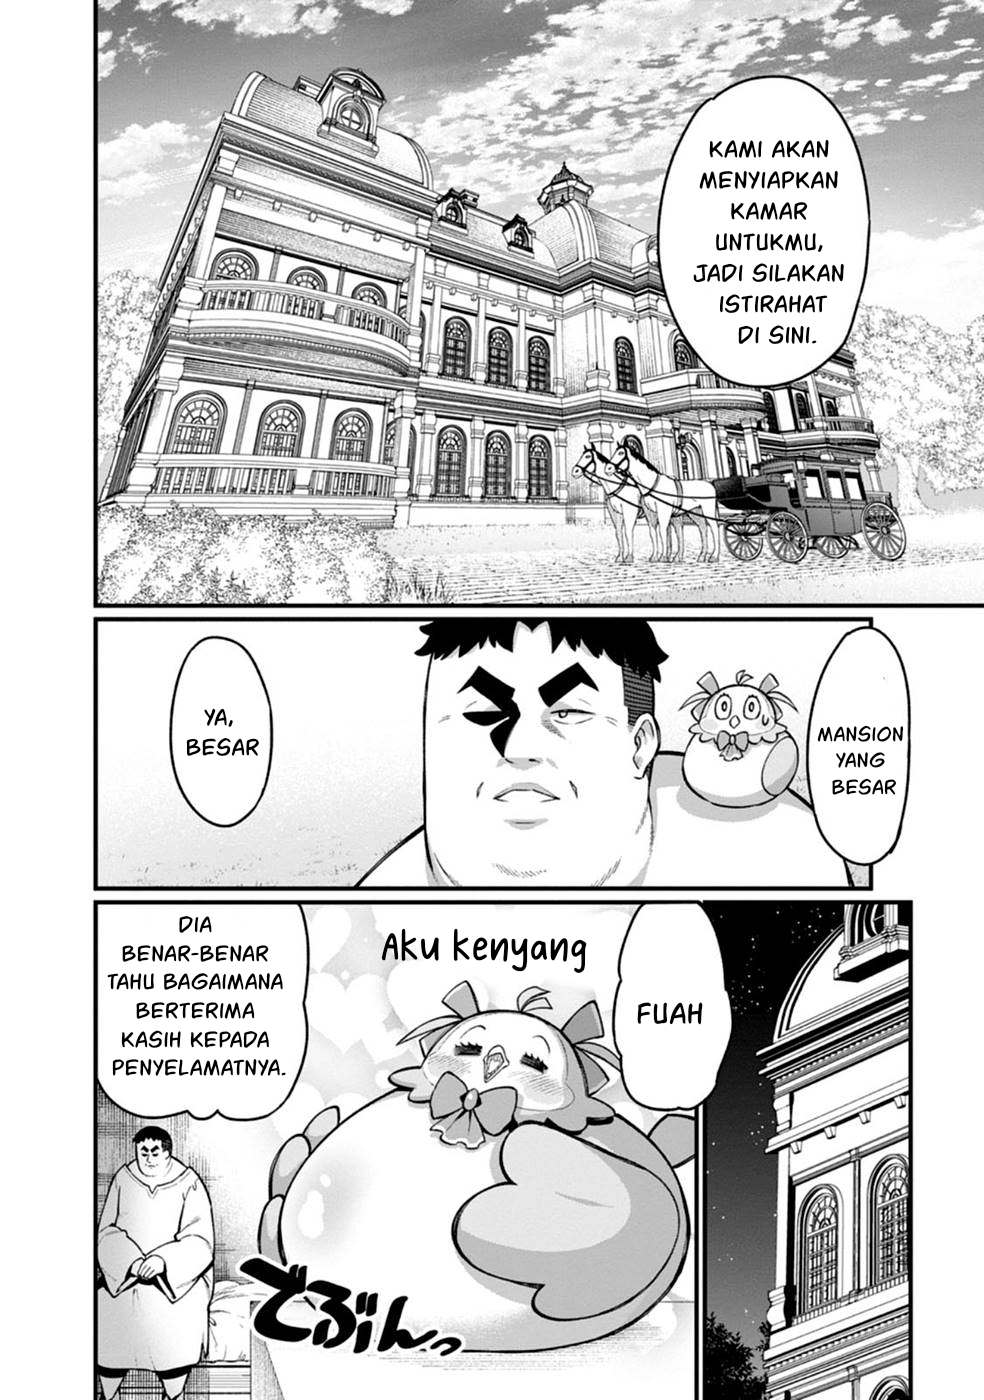 KAMI AKAN
MENYIAPKAN
KAMAR
UNTUKMU,
JADI SILAKAN
ISTIRAHAT
DI SINI.
MANSION
YANG
BESAR
YA,
BESAR
FUAH
Aku kenyang
DIA
BENAR-BENAR
TAHU BAGAIMANA
BERTERIMA
KASIH KEPADA
PENYELAMATNYA.
でぶんっ